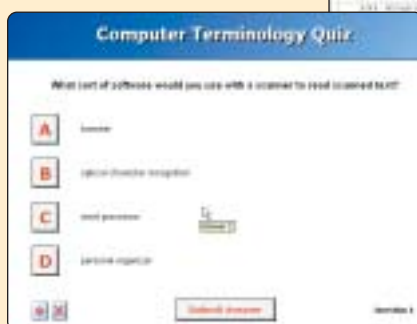 Computer Terminology Quiz
What sort of software would you use with a scanner to read scanned text?
A
B optical character recognition
C word processor
D personal organizer
Submit Answer